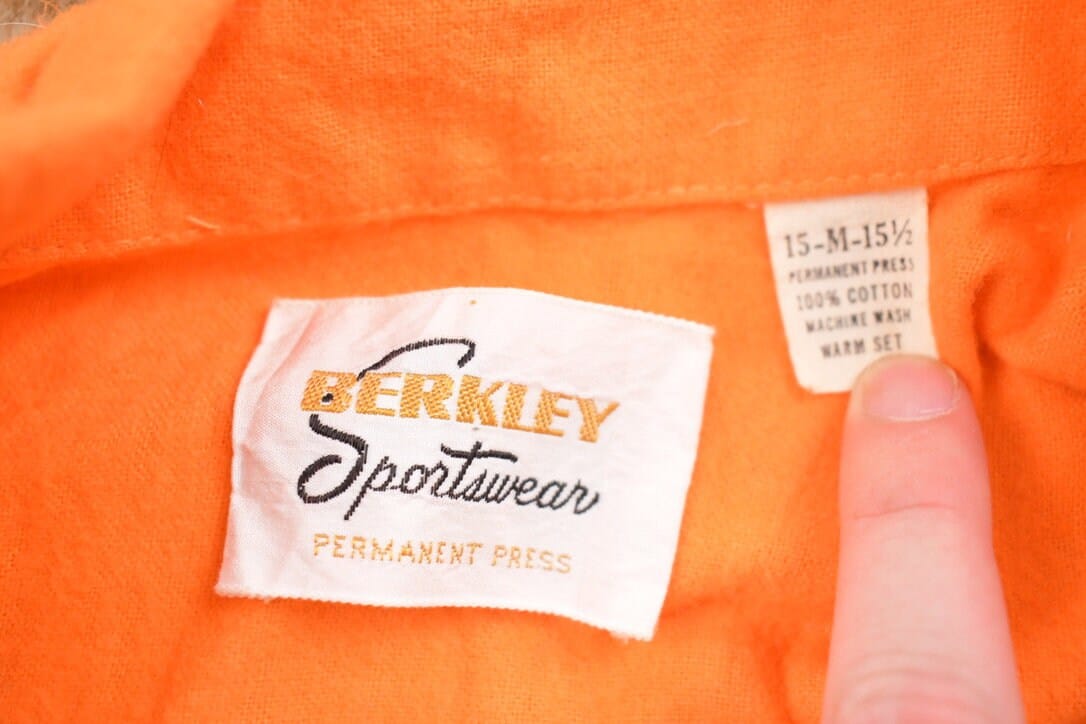 BERKLEY
Sportswear
PERMANENT PRESS
15-M-15½
PERMANENT PRESS
100% COTTON
MACHINE WASH
WARM SET